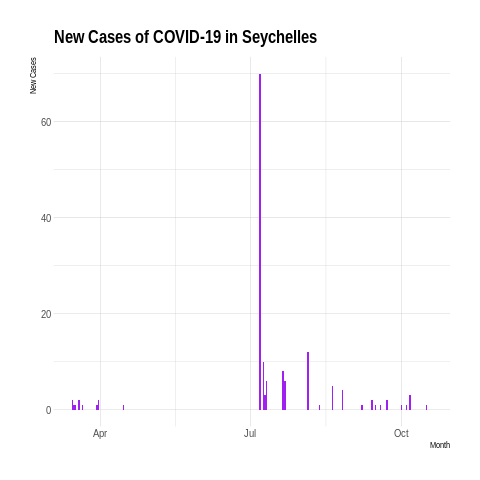 New Cases of COVID-19 in Seychelles
New Cases
60
40
20
0
Apr
Jul
Oct
Month